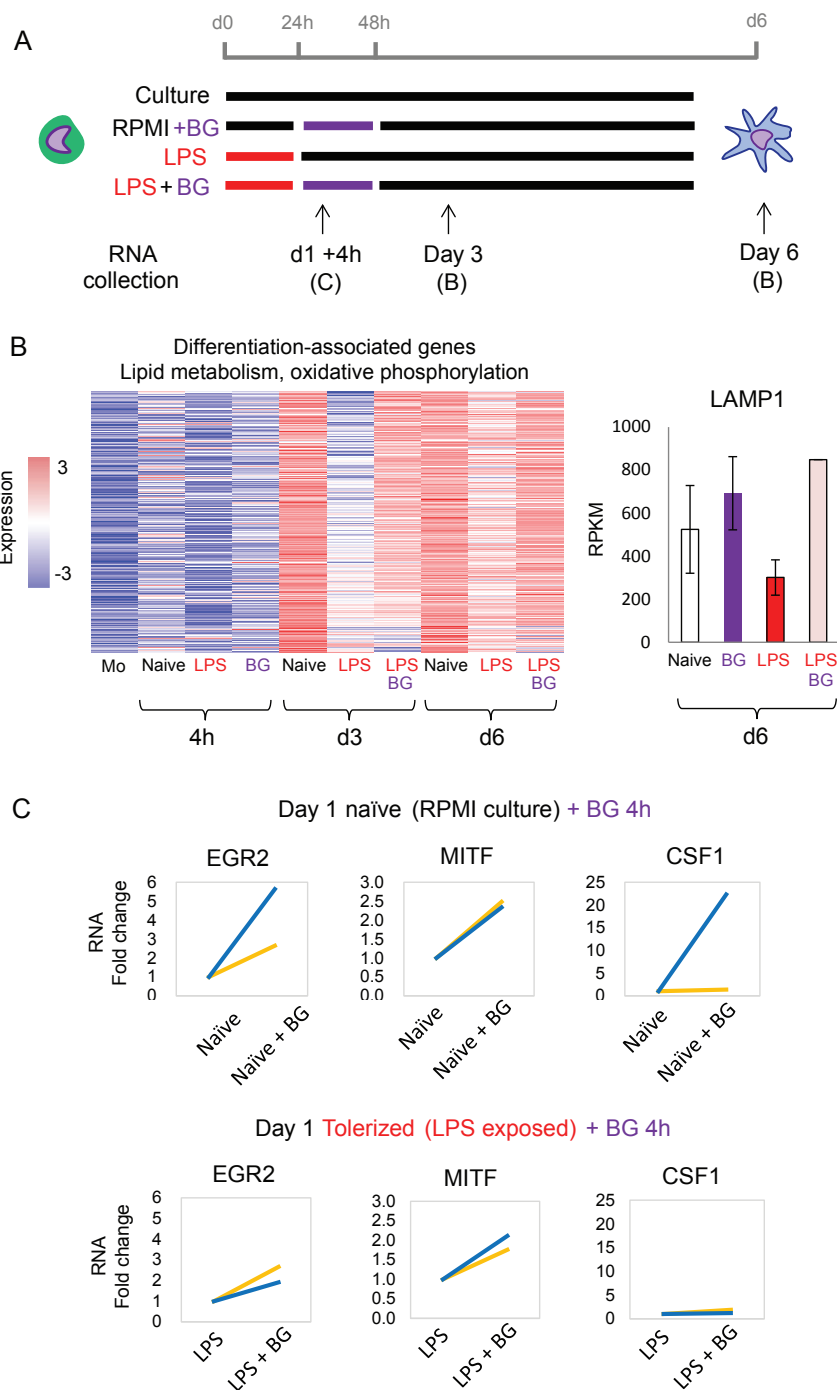 A
d0 24h 48h d6
Culture
RPMI +BG
LPS
LPS + BG
RNA
collection
d1 +4h
(C)
Day 3
(B)
Day 6
(B)
B
Differentiation-associated genes
Lipid metabolism, oxidative phosphorylation
Expression
3
-3
Mo Naive LPS BG Naive LPS LPS BG Naive LPS LPS BG
4h d3 d6
LAMP1
RPKM
1000
800
600
400
200
0
Naive BG LPS LPS BG
d6
C
Day 1 naïve (RPMI culture) + BG 4h
EGR2
RNA
Fold change
6
5
4
3
2
1
0
Naïve
Naïve + BG
MITF
3.0
2.5
2.0
1.5
1.0
0.5
0.0
Naïve
Naïve + BG
CSF1
25
20
15
10
5
0
Naïve
Naïve + BG
Day 1 Tolerized (LPS exposed) + BG 4h
EGR2
RNA
Fold change
6
5
4
3
2
1
LPS
LPS + BG
MITF
3.0
2.5
2.0
1.5
1.0
0.5
0.0
LPS
LPS + BG
CSF1
25
20
15
10
5
0
LPS
LPS + BG